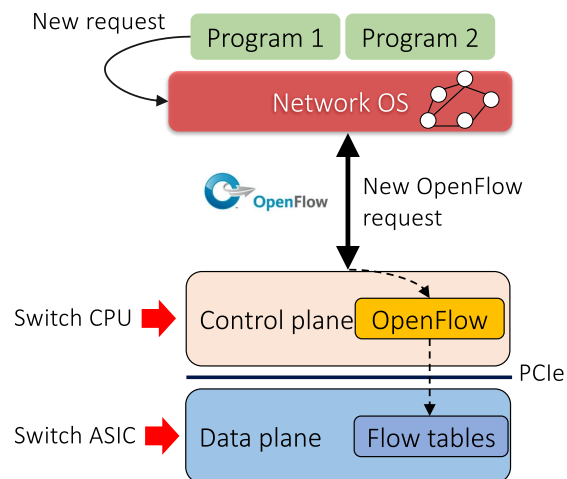 New request
Program 1
Program 2
Network OS
OpenFlow
New OpenFlow
request
Switch CPU
Control plane
OpenFlow
PCIe
Switch ASIC
Data plane
Flow tables